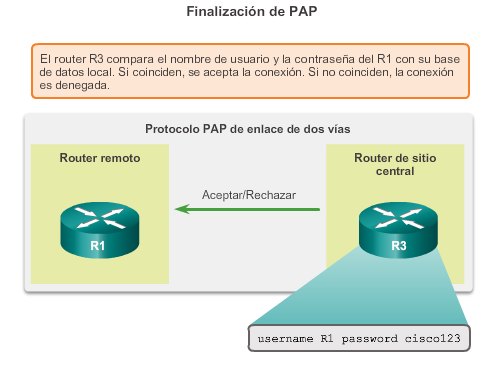 Finalización de PAP
El router R3 compara el nombre de usuario y la contraseña del R1 con su base
de datos local. Si coinciden, se acepta la conexión. Si no coinciden, la conexión
es denegada.
Protocolo PAP de enlace de dos vías
Router remoto
Router de sitio
central
Aceptar/Rechazar
R1
R3
username R1 password cisco123